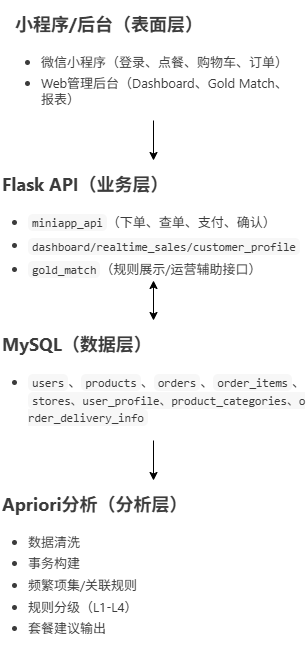 小程序/后台（表面层）
微信小程序（登录、点餐、购物车、订单）
Web管理后台（Dashboard、Gold Match、
报表）
Flask API（业务层）
miniapp_api（下单、查单、支付、确认）
dashboard/realtime_sales/customer_profile
gold_match（规则展示/运营辅助接口）
MySQL（数据层）
users 、 products 、 orders 、 order_items 、
stores、user_profile、product_categories、o
rder_delivery_info
Apriori分析（分析层）
数据清洗
事务构建
频繁项集/关联规则
规则分级（L1-L4）
套餐建议输出